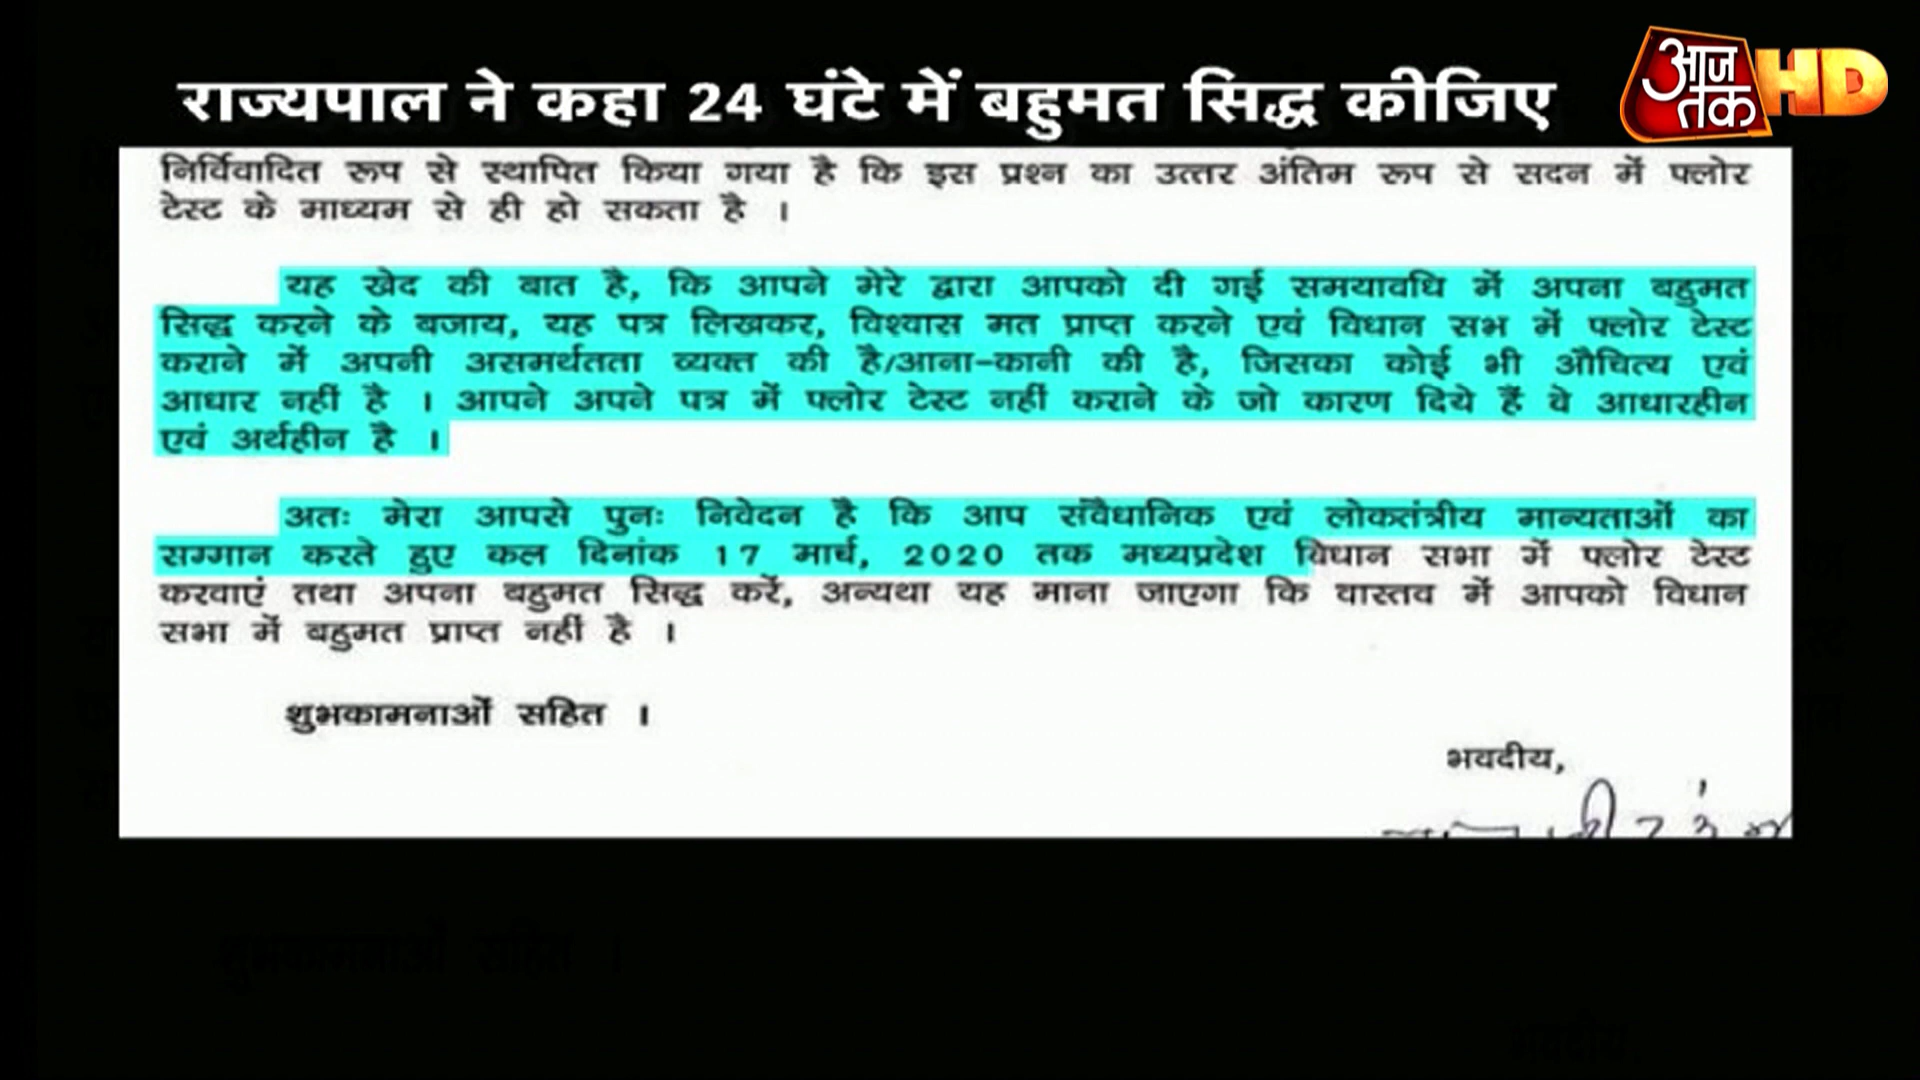 राज्यपाल ने कहा 24 घंटे में बहुमत सिद्ध कीजिए
आज तक HD
निर्विवादित रूप से स्थापित किया गया है कि इस प्रश्न का उत्तर अंतिम रूप से सदन में फ्लोर
टेस्ट के माध्यम से ही हो सकता है ।
यह खेद की बात है, कि आपने मेरे द्वारा आपको दी गई समयावधि में अपना बहुमत
सिद्ध करने के बजाय, यह पत्र लिखकर, विश्वास मत प्राप्त करने एवं विधान सभ में फ्लोर टेस्ट
कराने में अपनी असमर्थतता व्यक्त की है/आना-कानी की है, जिसका कोई भी औचित्य एवं
आधार नहीं है । आपने अपने पत्र में फ्लोर टेस्ट नहीं कराने के जो कारण दिये हैं वे आधारहीन
एवं अर्थहीन है ।
अतः मेरा आपसे पुनः निवेदन है कि आप संवैधानिक एवं लोकतंत्रीय मान्यताओं का
सम्मान करते हुए कल दिनांक 17 मार्च, 2020 तक मध्यप्रदेश विधान सभा में फ्लोर टेस्ट
करवाएं तथा अपना बहुमत सिद्ध करें, अन्यथा यह माना जाएगा कि वास्तव में आपको विधान
सभा में बहुमत प्राप्त नहीं है ।
शुभकामनाओं सहित ।
भवदीय,
शुभकामनाओं सहित ।
भवदीय,